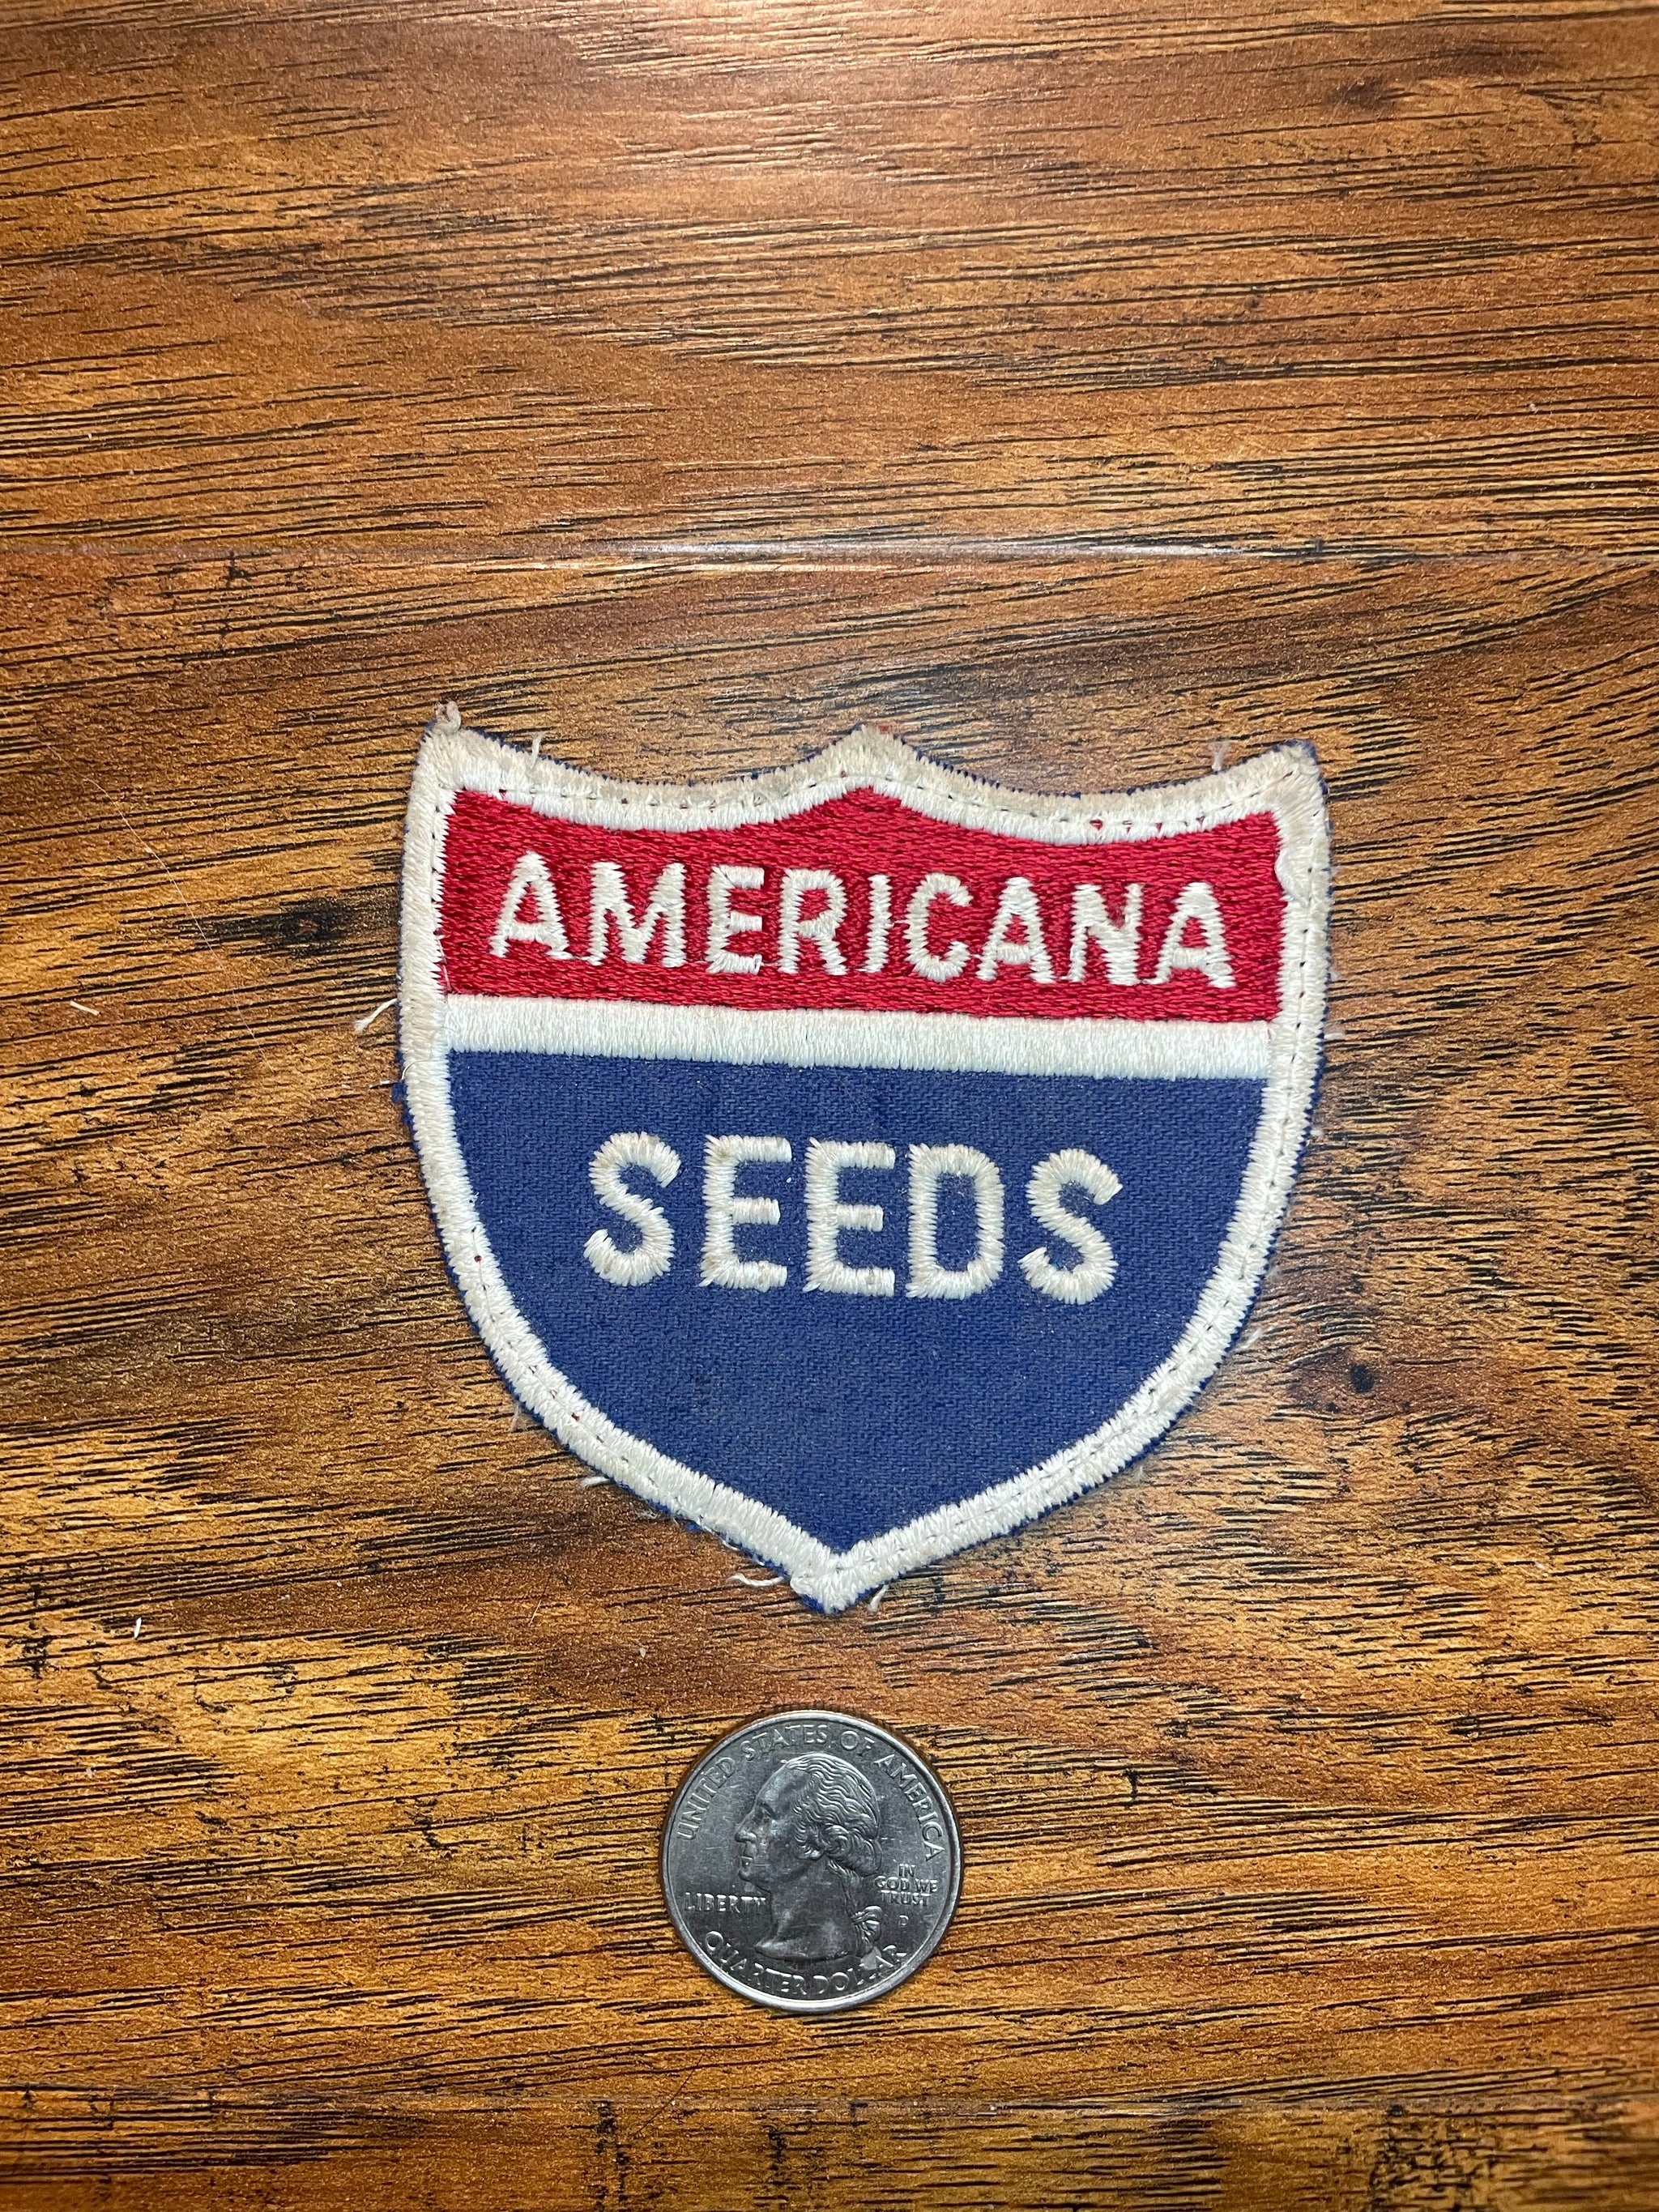 AMERICANA
SEEDS
UNITED STATES OF AMERICA
IN
GOD WE
TRUST
LIBERTY
P
QUARTER DOLLAR